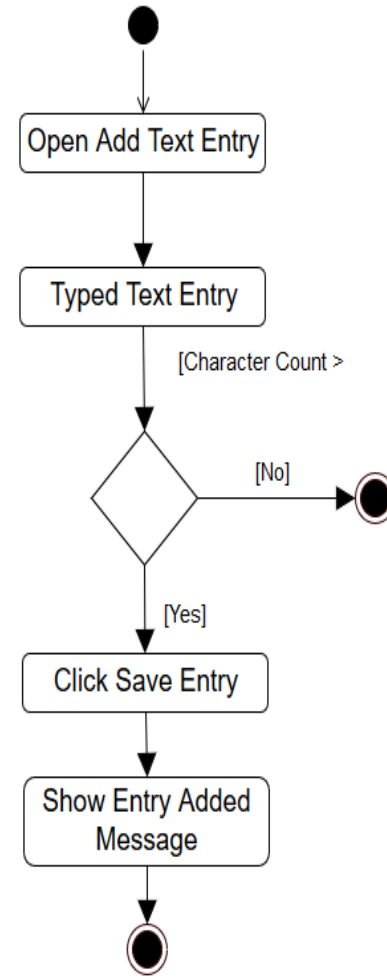 Open Add Text Entry
Typed Text Entry
[Character Count >
[No]
[Yes]
Click Save Entry
Show Entry Added
Message